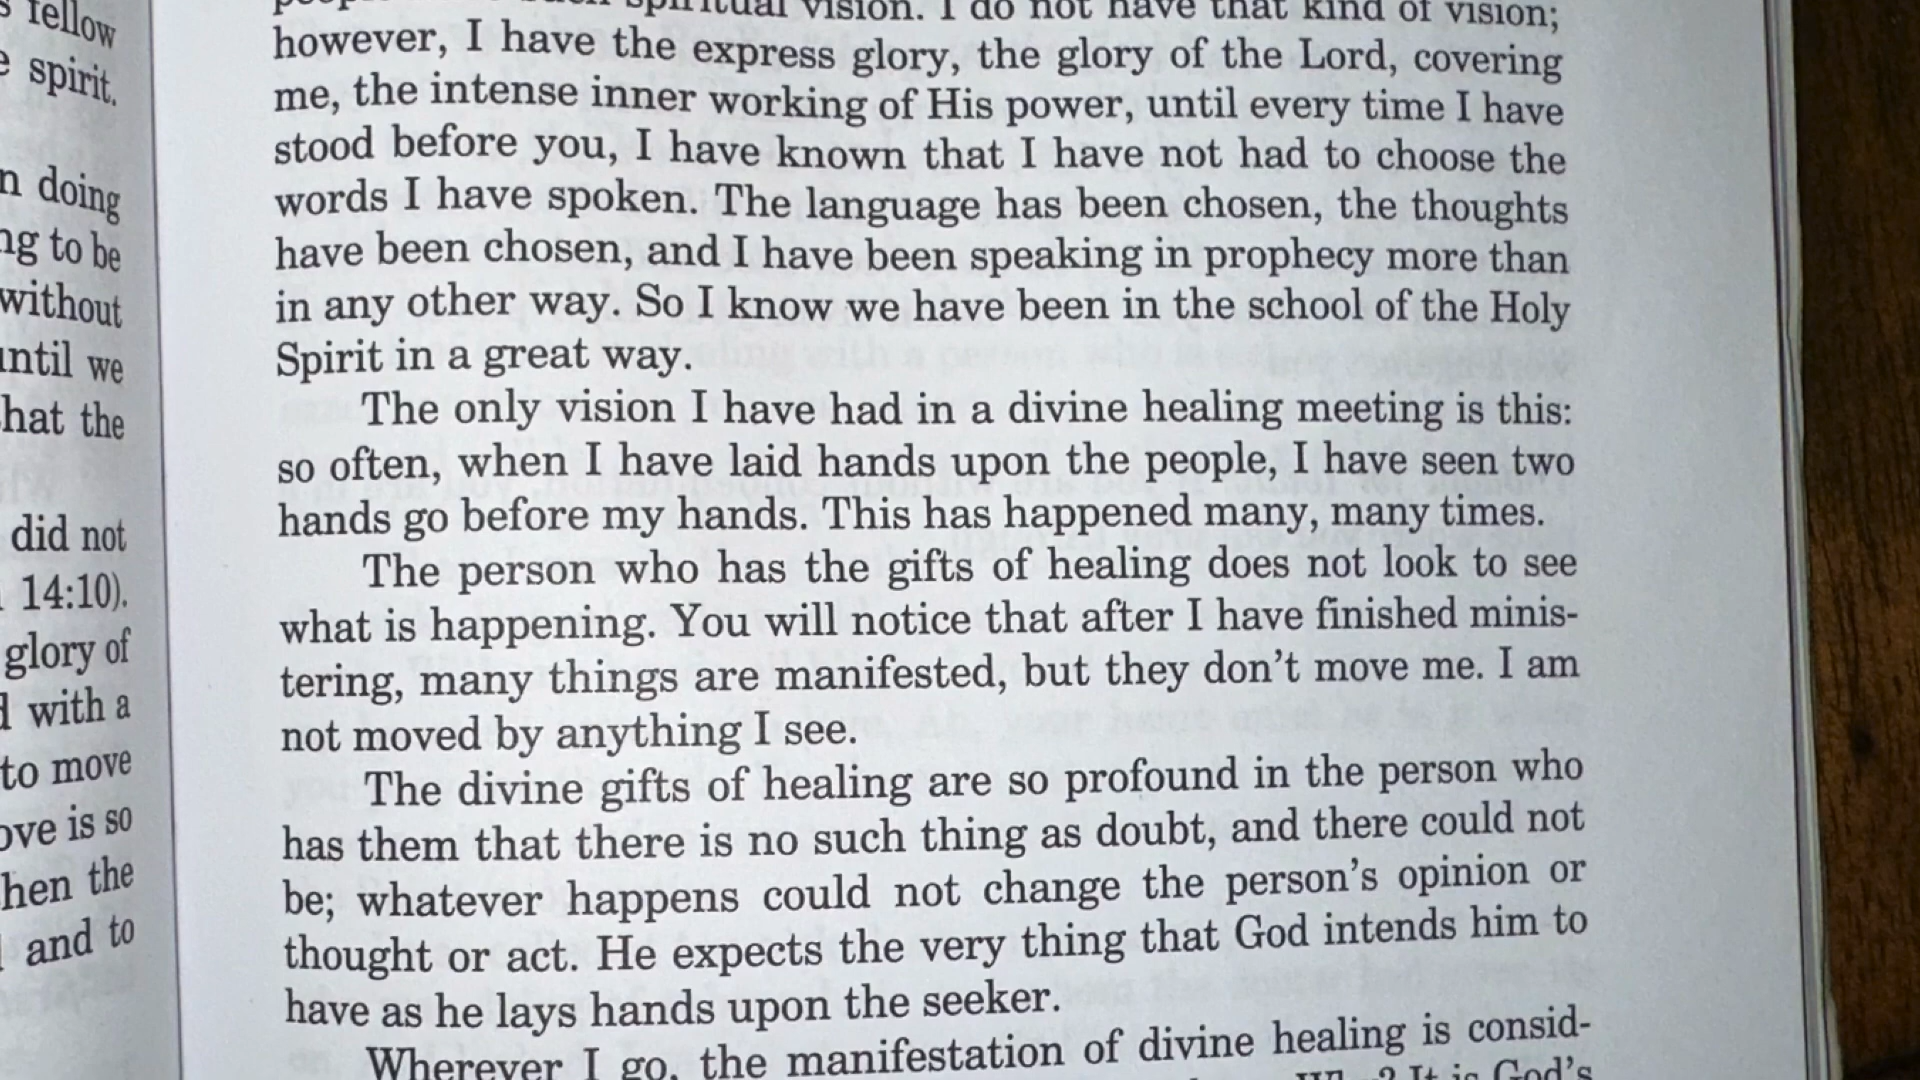 fellow
spirit.
doing
to be
without
we
the
did not
14:10).
glory of
with a
to move
is so
the
and to
spiritual vision. I do not have that kind of vision;
however, I have the express glory, the glory of the Lord, covering
me, the intense inner working of His power, until every time I have
stood before you, I have known that I have not had to choose the
words I have spoken. The language has been chosen, the thoughts
have been chosen, and I have been speaking in prophecy more than
in any other way. So I know we have been in the school of the Holy
Spirit in a great way.
The only vision I have had in a divine healing meeting is this:
so often, when I have laid hands upon the people, I have seen two
hands go before my hands. This has happened many, many times.
The person who has the gifts of healing does not look to see
what is happening. You will notice that after I have finished minis-
tering, many things are manifested, but they don't move me. I am
not moved by anything I see.
The divine gifts of healing are so profound in the person who
has them that there is no such thing as doubt, and there could not
be; whatever happens could not change the person's opinion or
thought or act. He expects the very thing that God intends him to
have as he lays hands upon the seeker.
Wherever I go, the manifestation of divine healing is consid-
It is God's